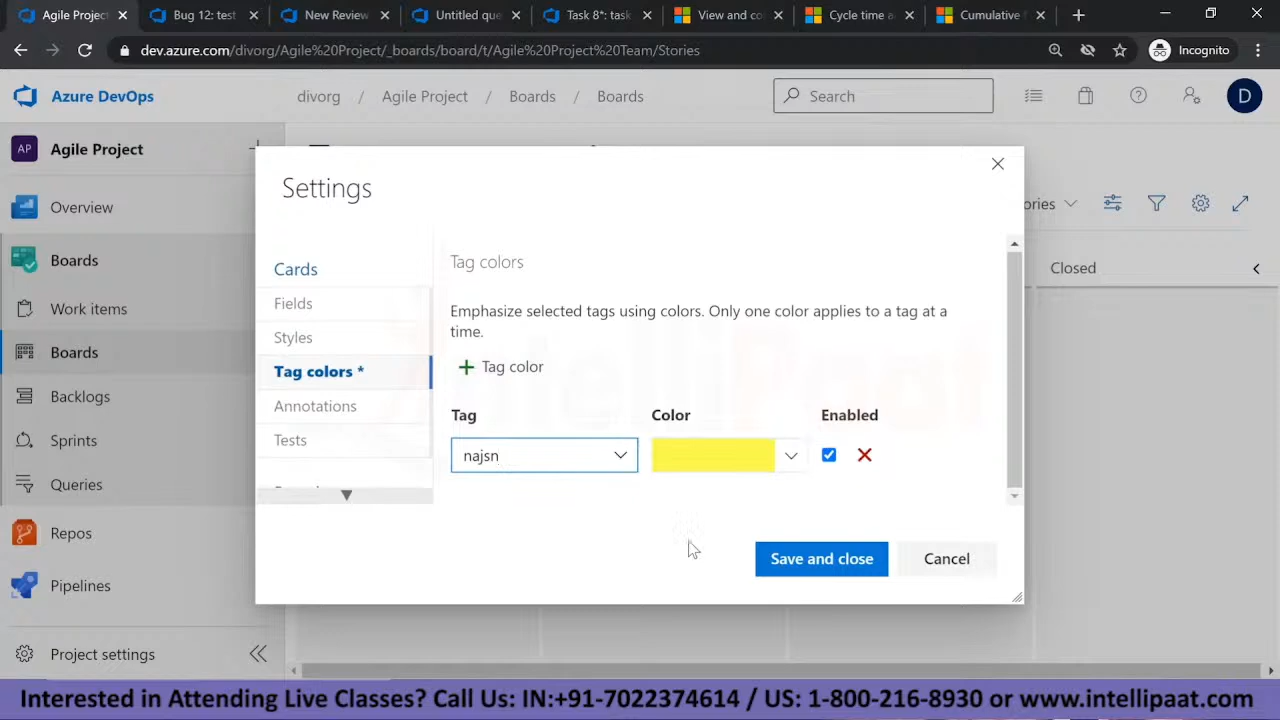 Agile Projec
Bug 12: test
New Review
Untitled que
Task 8*: task
View and co
Cycle time a
Cumulative
dev.azure.com/divorg/Agile%20Project/_boards/board/t/Agile%20Project%20Team/Stories
Incognito
Azure DevOps
divorg / Agile Project / Boards / Boards
Search
D
AP
Agile Project
Overview
Boards
Work items
Boards
Backlogs
Sprints
Queries
Repos
Pipelines
Project settings
ories
Closed
Settings
Cards
Fields
Styles
Tag colors *
Annotations
Tests
Tag colors
Emphasize selected tags using colors. Only one color applies to a tag at a
time.
Tag color
Tag Color Enabled
najsn
Save and close
Cancel
Interested in Attending Live Classes? Call Us: IN:+91-7022374614 / US: 1-800-216-8930 or www.intellipaat.com